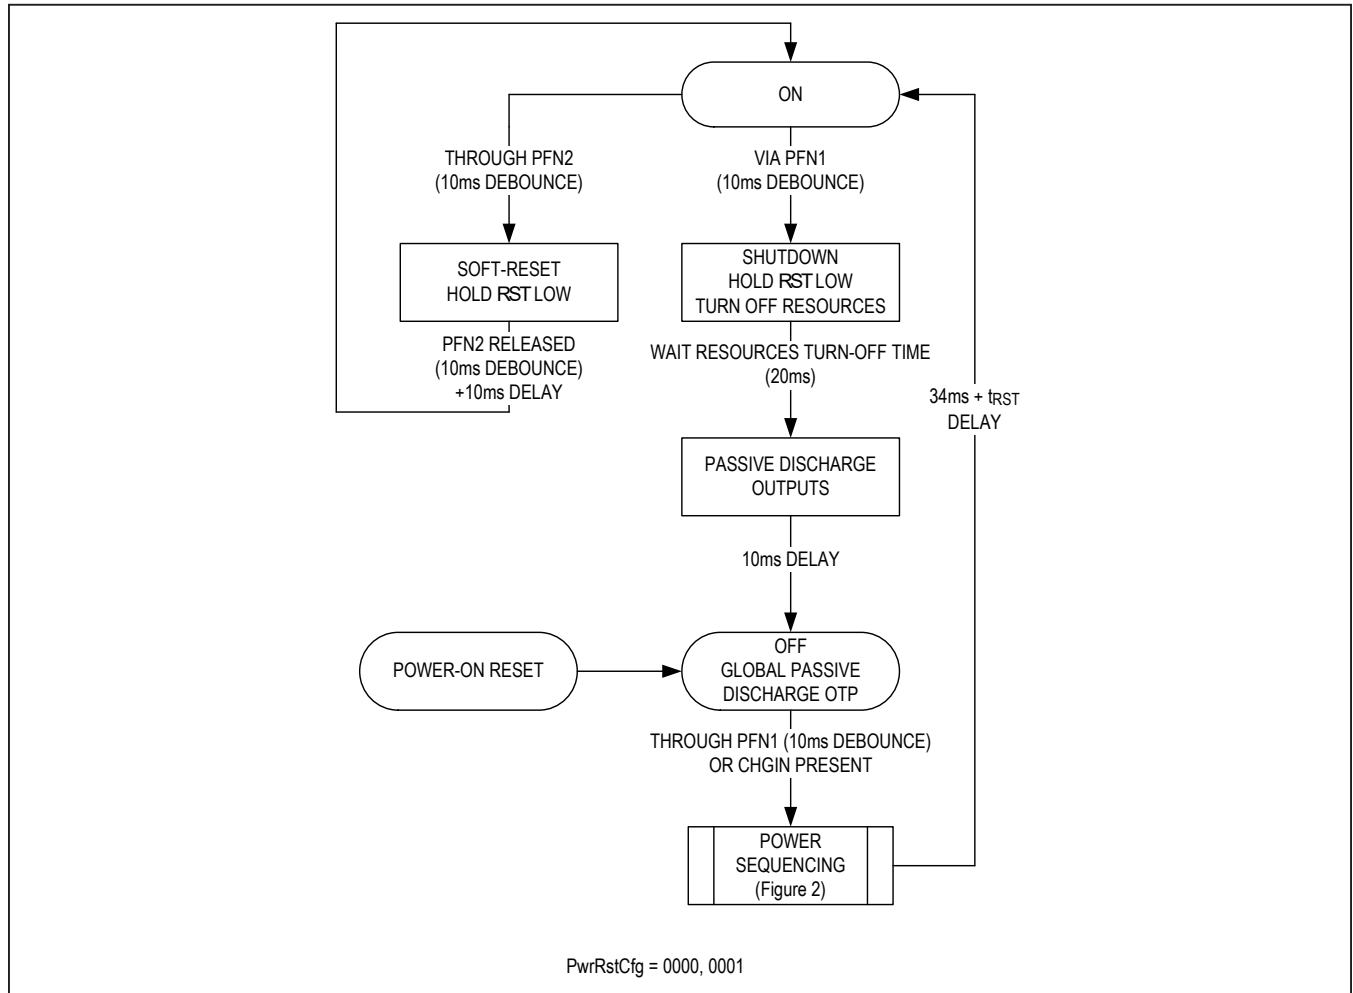 ON
THROUGH PFN2
(10ms DEBOUNCE)
VIA PFN1
(10ms DEBOUNCE)
SOFT-RESET
HOLD RST LOW
SHUTDOWN
HOLD RST LOW
TURN OFF RESOURCES
PFN2 RELEASED
(10ms DEBOUNCE)
+10ms DELAY
WAIT RESOURCES TURN-OFF TIME
(20ms)
34ms + tRST
DELAY
PASSIVE DISCHARGE
OUTPUTS
10ms DELAY
POWER-ON RESET
OFF
GLOBAL PASSIVE
DISCHARGE OTP
THROUGH PFN1 (10ms DEBOUNCE)
OR CHGIN PRESENT
POWER
SEQUENCING
(Figure 2)
PwrRstCfg = 0000, 0001